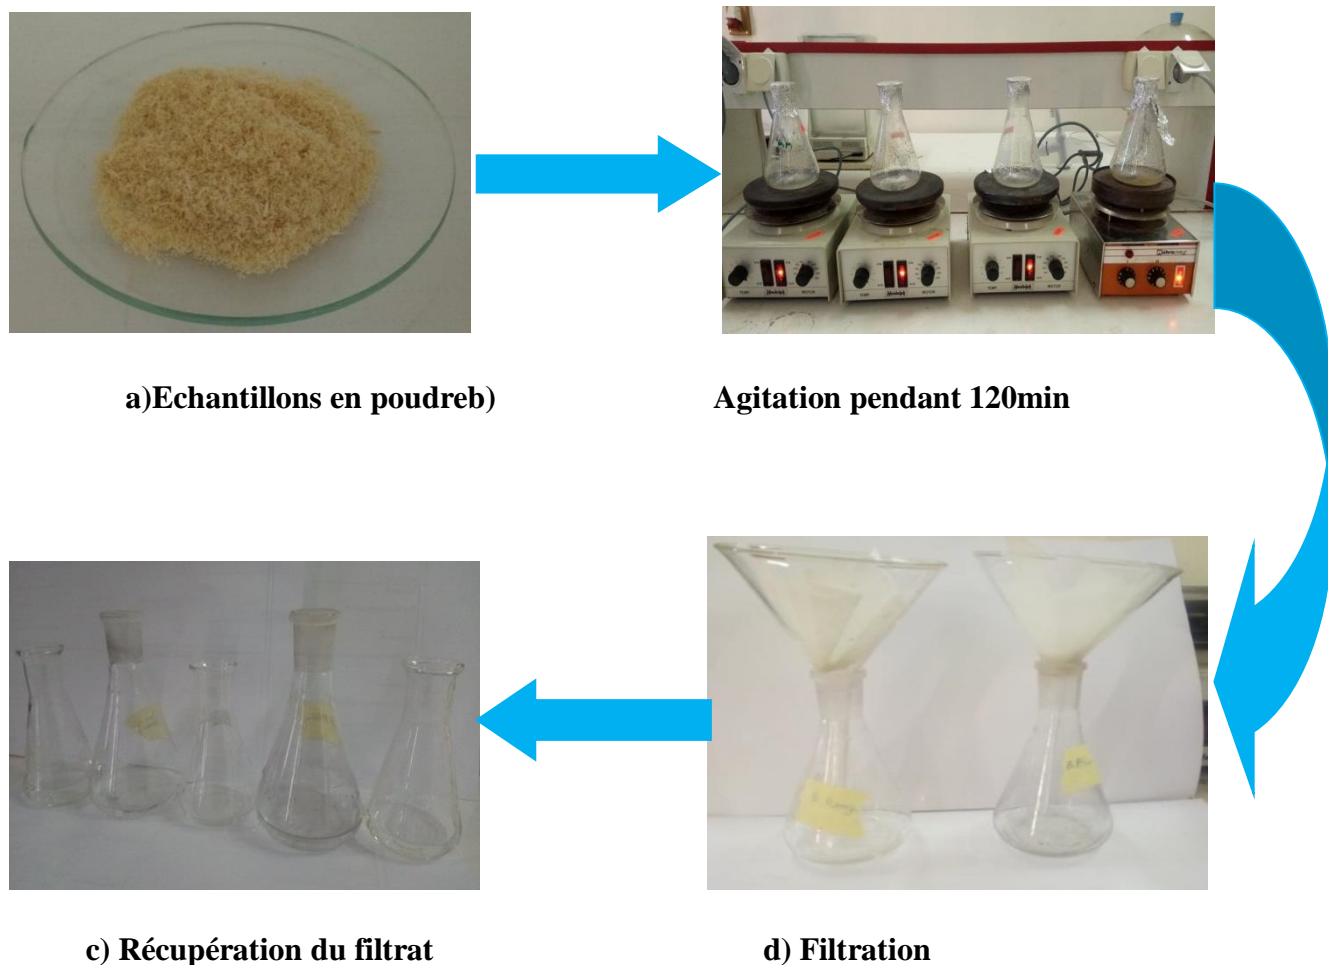 a)Echantillons en poudreb)
Agitation pendant 120min
c) Récupération du filtrat
d) Filtration